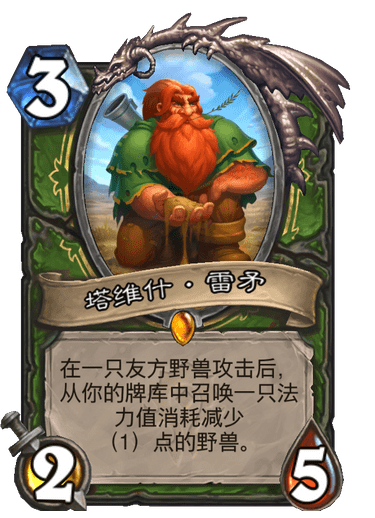 3
塔维什·雷矛
在一只友方野兽攻击后，
从你的牌库中召唤一只法
力值消耗减少
（1）点的野兽。
2
5